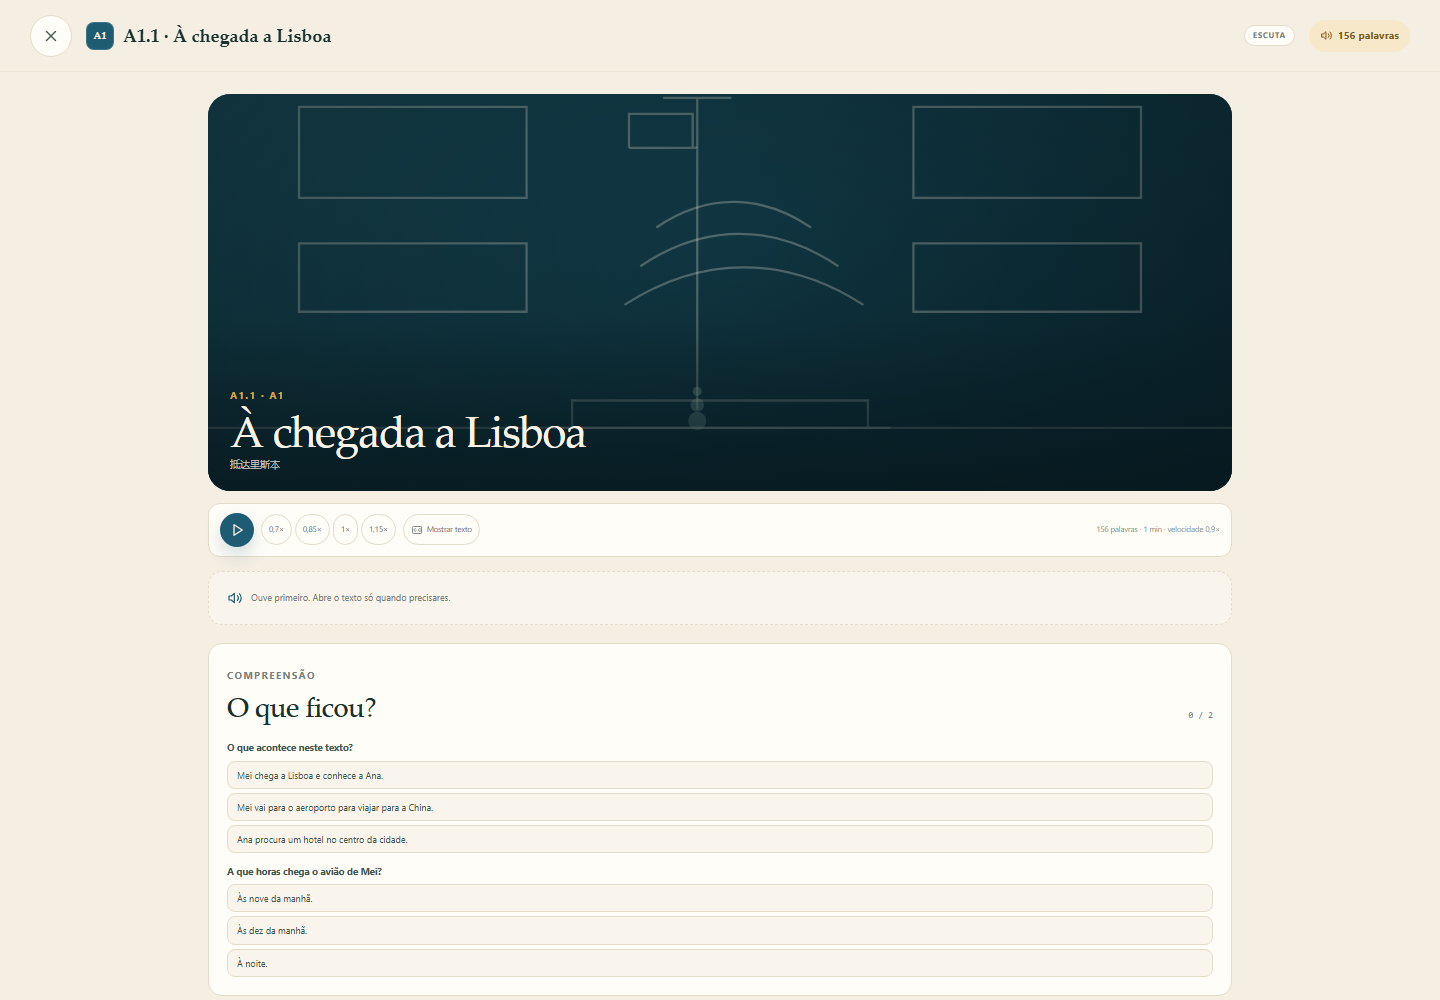 A1
A1.1 · À chegada a Lisboa
ESCUTA
156 palavras
A1.1 · A1
À chegada a Lisboa
抵达里斯本
0,7×
0,85×
1×
1,15×
Mostrar texto
156 palavras · 1 min · velocidade 0,9×
Ouve primeiro. Abre o texto só quando precisares.
COMPREENSÃO
O que ficou?
0 / 2
O que acontece neste texto?
Mei chega a Lisboa e conhece a Ana.
Mei vai para o aeroporto para viajar para a China.
Ana procura um hotel no centro da cidade.
A que horas chega o avião de Mei?
Às nove da manhã.
Às dez da manhã.
À noite.